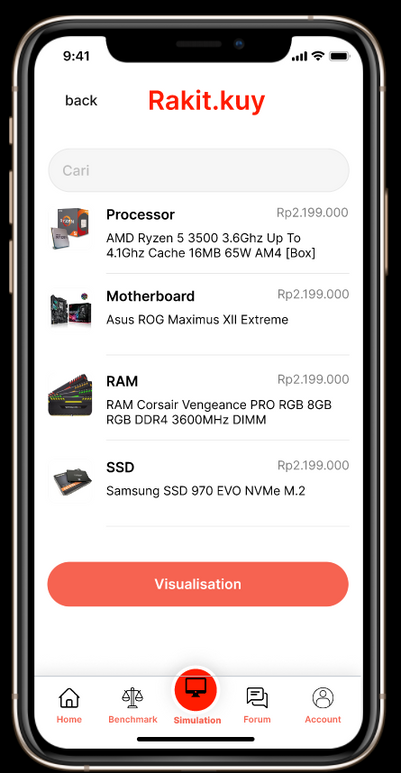 9:41
back
Rakit.kuy
Cari
Processor
Rp2.199.000
AMD Ryzen 5 3500 3.6Ghz Up To
4.1Ghz Cache 16MB 65W AM4 [Box]
Motherboard
Rp2.199.000
Asus ROG Maximus XII Extreme
RAM
Rp2.199.000
RAM Corsair Vengeance PRO RGB 8GB
RGB DDR4 3600MHz DIMM
SSD
Rp2.199.000
Samsung SSD 970 EVO NVMe M.2
Visualisation
Home
Benchmark
Simulation
Forum
Account